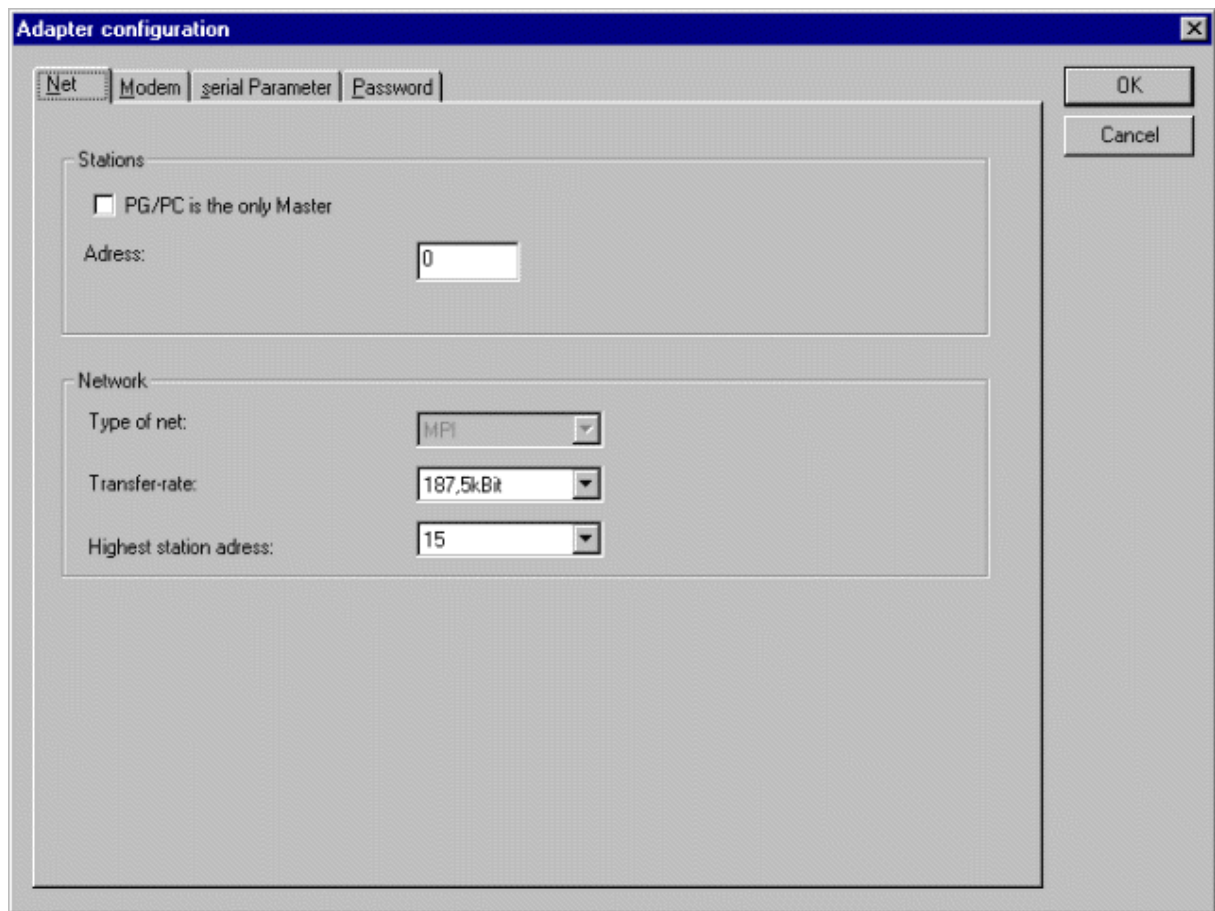 Adapter configuration
Net Modem serial Parameter Password
OK
Cancel
Stations
PG/PC is the only Master
Adress: 0
Network
Type of net: MPI
Transfer-rate: 187,5kBit
Highest station adress: 15